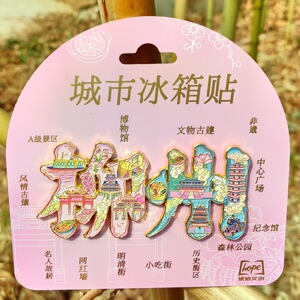 城市冰箱贴
博物馆
非遗
A级景区
文物古建
中心广场
风情古镇
州
纪念馆
森林公园
名人故居
网红墙
明清街
小吃街
历史街区
hope